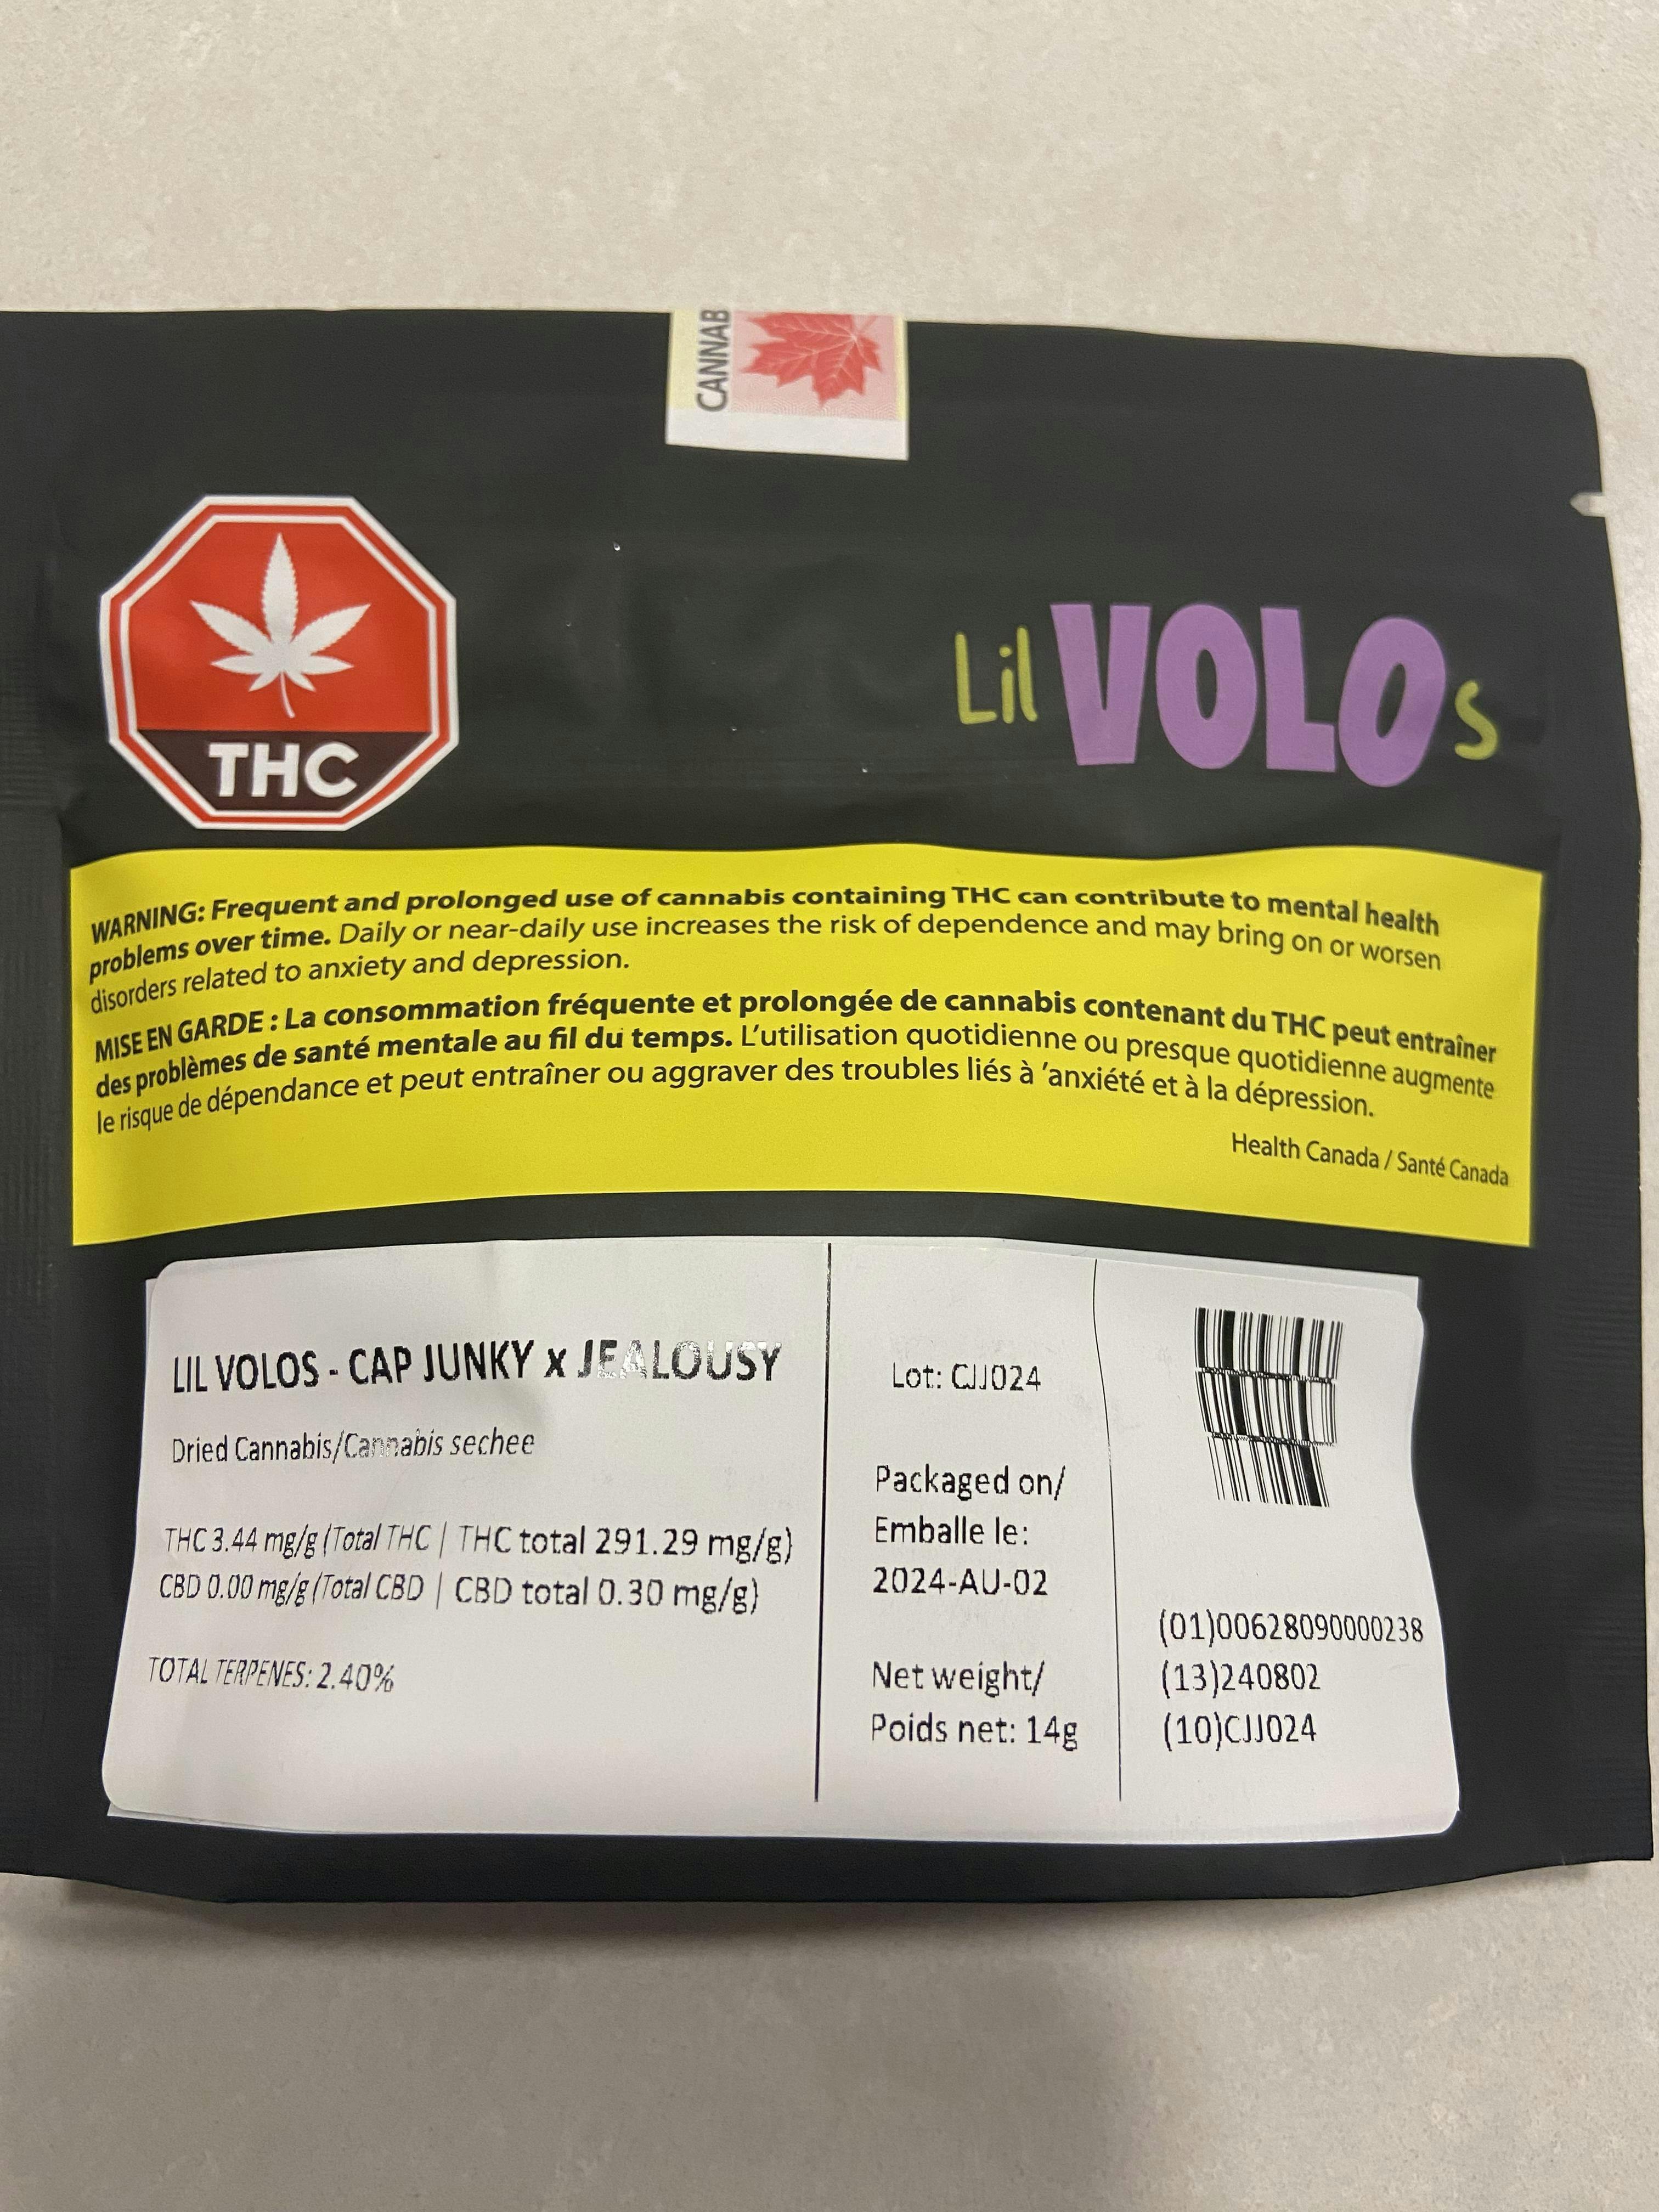 CANNAB
THC
Lil VOLOs
WARNING: Frequent and prolonged use of cannabis containing THC can contribute to mental health
problems over time. Daily or near-daily use increases the risk of dependence and may bring on or worsen
disorders related to anxiety and depression.
MISE EN GARDE : La consommation fréquente et prolongée de cannabis contenant du THC peut entraîner
des problèmes de santé mentale au fil du temps. L'utilisation quotidienne ou presque quotidienne augmente
le risque de dépendance et peut entraîner ou aggraver des troubles liés à 'anxiété et à la dépression.
Health Canada / Santé Canada
LIL VOLOS - CAP JUNKY x JEALOUSY
Dried Cannabis/Cannabis sechee
THC 3.44 mg/g (Total THC | THC total 291.29 mg/g)
CBD 0.00 mg/g (Total CBD | CBD total 0.30 mg/g)
TOTAL TERPENES: 2.40%
Lot: CJJ024
Packaged on/
Emballe le:
2024-AU-02
Net weight/
Poids net: 14g
(01)00628090000238
(13)240802
(10)CJJ024